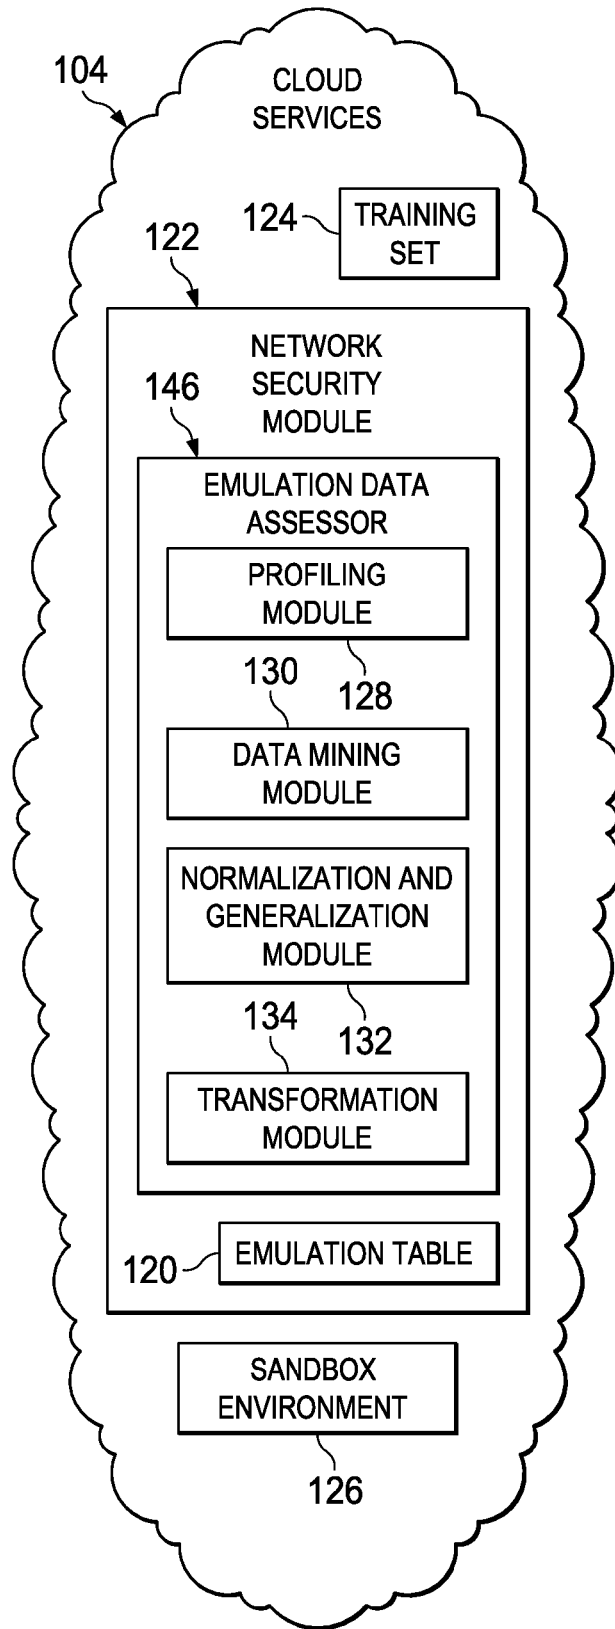 104
CLOUD
SERVICES
124
TRAINING
SET
122
NETWORK
SECURITY
MODULE
146
EMULATION DATA
ASSESSOR
PROFILING
MODULE
128
130
DATA MINING
MODULE
NORMALIZATION AND
GENERALIZATION
MODULE
132
134
TRANSFORMATION
MODULE
120
EMULATION TABLE
SANDBOX
ENVIRONMENT
126